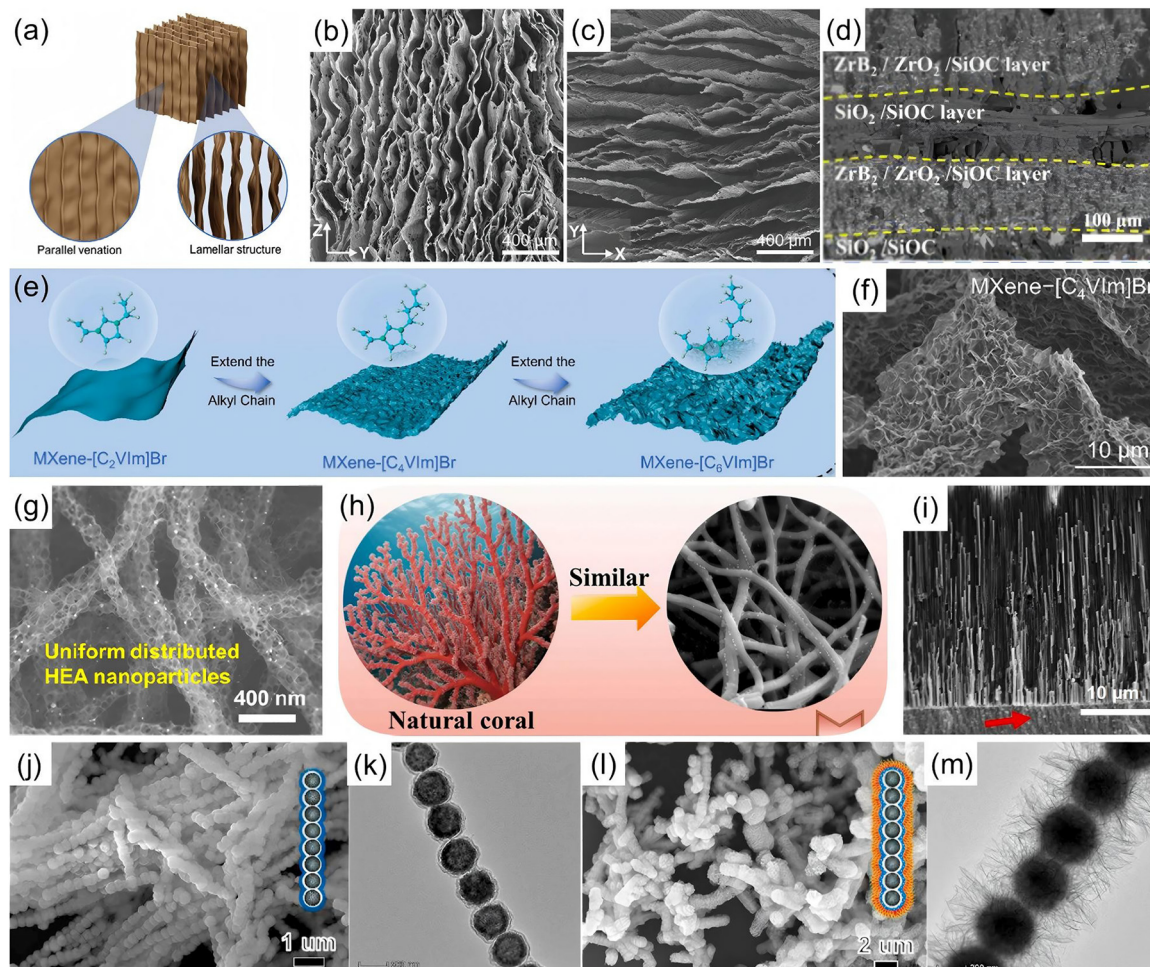 (a)
Parallel venation
Lamellar structure
(b)
Z
Y
400 μm
(c)
Y
X
400 μm
(d)
ZrB₂ / ZrO₂ /SiOC layer
SiO₂ /SiOC layer
ZrB₂ / ZrO₂ /SiOC layer
100 μm
SiO₂ /SiOC
(e)
Extend the
Alkyl Chain
Extend the
Alkyl Chain
MXene-[C₂VIm]Br
MXene-[C₄VIm]Br
MXene-[C₆VIm]Br
(f)
MXene–[C₄VIm]Br
10 μm
(g)
Uniform distributed
HEA nanoparticles
400 nm
(h)
Similar
Natural coral
(i)
10 μm
(j)
1 um
(k)
(l)
2 um
(m)